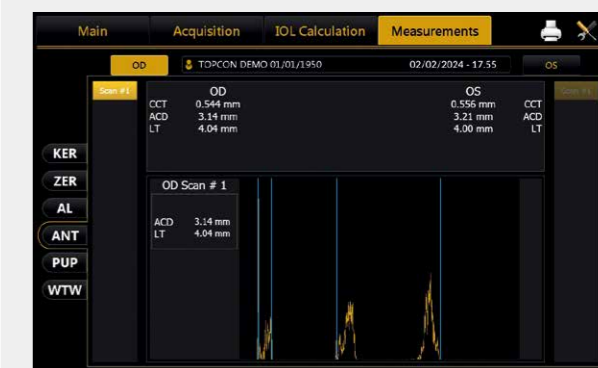 Main Acquisition IOL Calculation Measurements
OD TOPCON DEMO 01/01/1950 02/02/2024 - 17.55 OS
Scan #1 OD OS Scan #1
CCT 0.544 mm 0.556 mm CCT
ACD 3.14 mm 3.21 mm ACD
LT 4.04 mm 4.00 mm LT
KER
ZER
AL
ANT
PUP
WTW
OD Scan # 1
ACD 3.14 mm
LT 4.04 mm